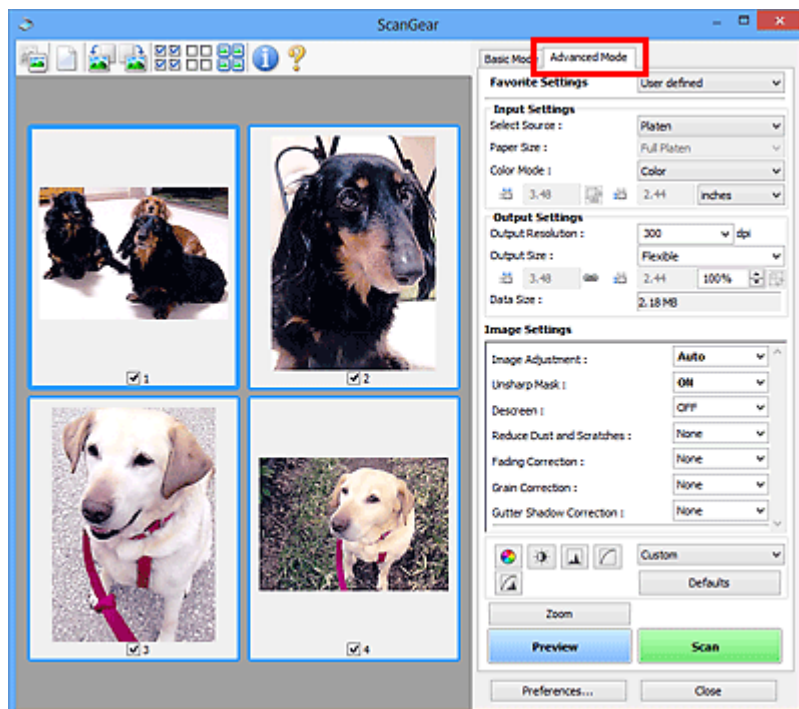 ScanGear
Basic Mode Advanced Mode
Favorite Settings User defined
Input Settings
Select Source : Platen
Paper Size : Full Platen
Color Mode : Color
3.48 2.44 inches
Output Settings
Output Resolution : 300 dpi
Output Size : Flexible
3.48 2.44 100%
Data Size : 2.18 MB
Image Settings
Image Adjustment : Auto
Unsharp Mask : ON
Descreen : OFF
Reduce Dust and Scratches : None
Fading Correction : None
Grain Correction : None
Gutter Shadow Correction : None
1 2
3 4
Custom
Defaults
Zoom
Preview Scan
Preferences... Close